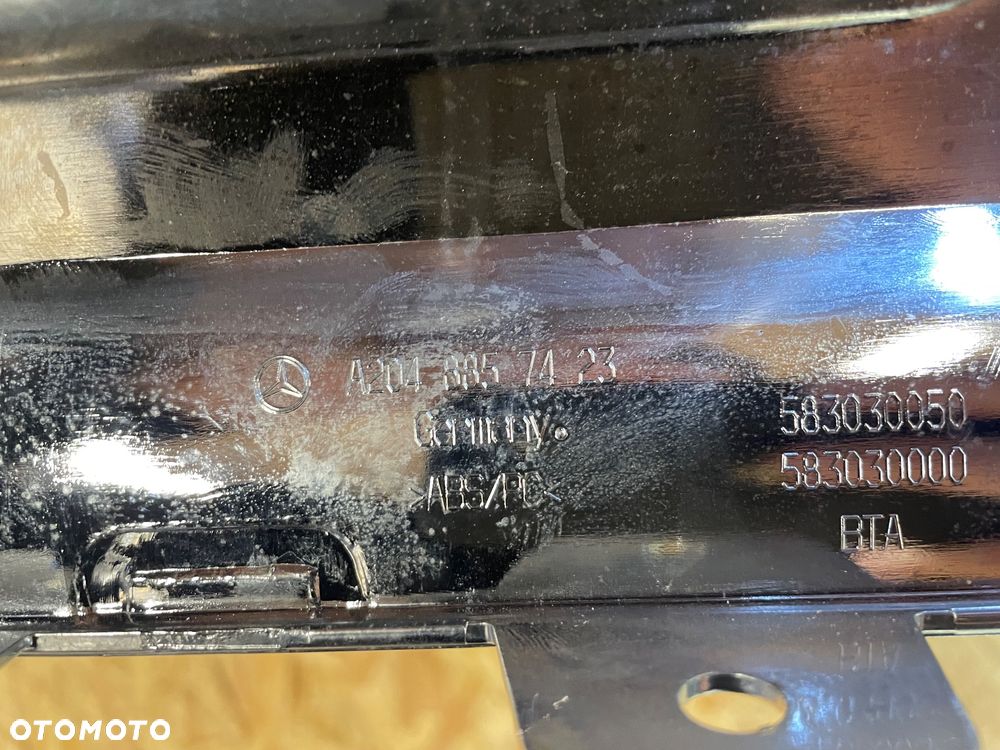 A204 885 74 23
Germany
>ABS/PC<
583030050
583030000
BTA
OTOMOTO